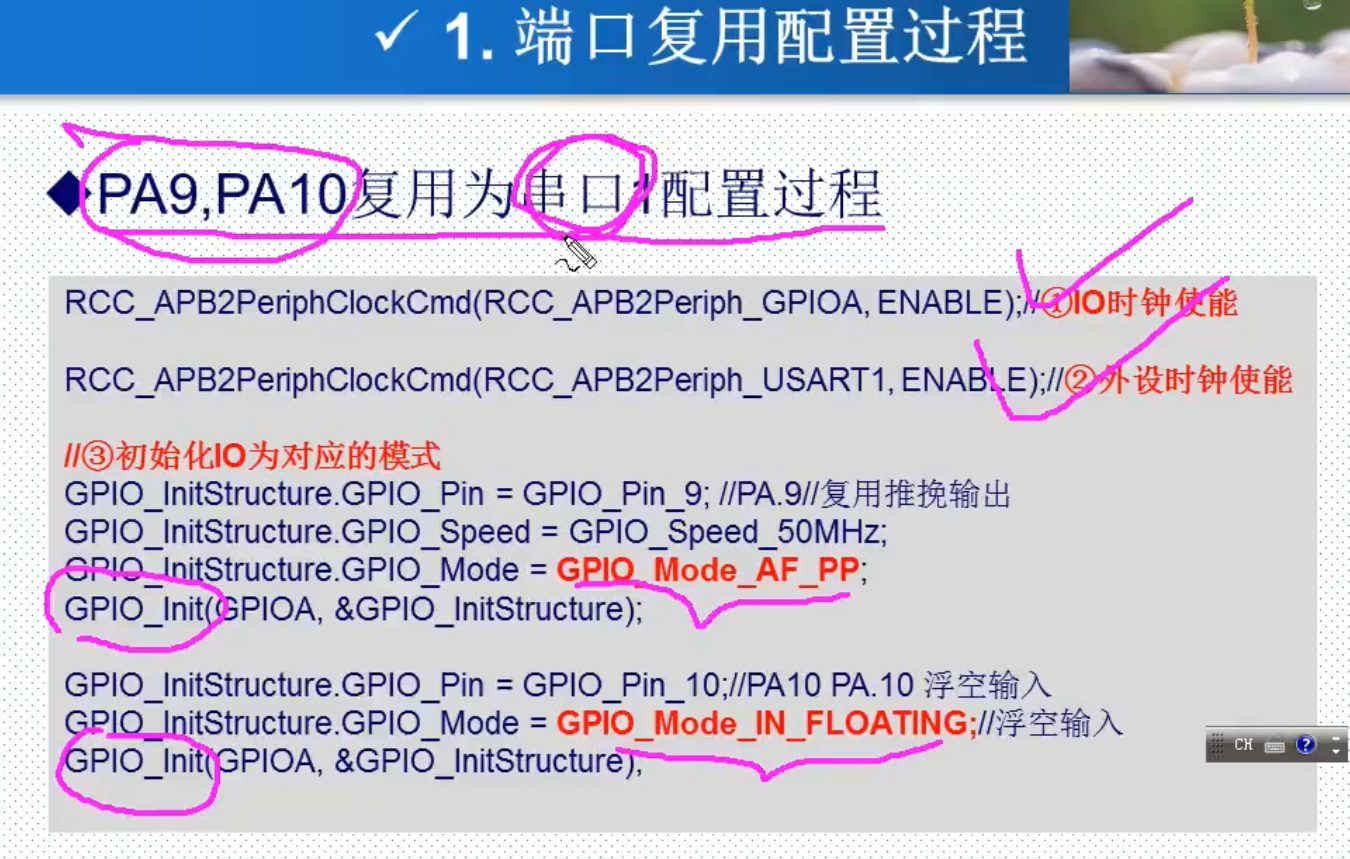 ✓ 1. 端口复用配置过程
◆PA9,PA10复用为串口1配置过程
RCC_APB2PeriphClockCmd(RCC_APB2Periph_GPIOA, ENABLE);//①IO时钟使能
RCC_APB2PeriphClockCmd(RCC_APB2Periph_USART1, ENABLE);//②外设时钟使能
//③初始化IO为对应的模式
GPIO_InitStructure.GPIO_Pin = GPIO_Pin_9; //PA.9//复用推挽输出
GPIO_InitStructure.GPIO_Speed = GPIO_Speed_50MHz;
GPIO_InitStructure.GPIO_Mode = GPIO_Mode_AF_PP;
GPIO_Init(GPIOA, &GPIO_InitStructure);
GPIO_InitStructure.GPIO_Pin = GPIO_Pin_10;//PA10 PA.10 浮空输入
GPIO_InitStructure.GPIO_Mode = GPIO_Mode_IN_FLOATING;//浮空输入
GPIO_Init(GPIOA, &GPIO_InitStructure);
CH ?